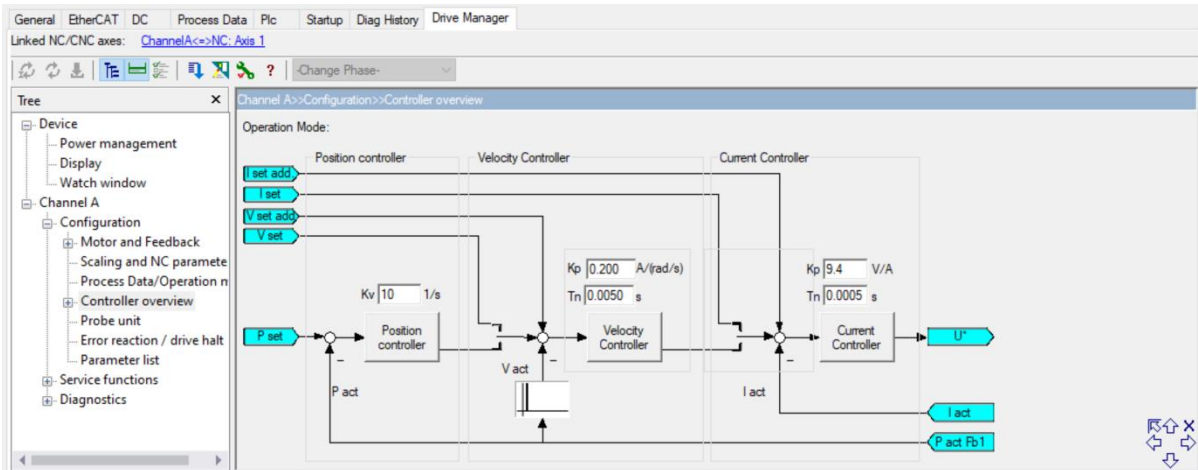 General EtherCAT DC Process Data Plc Startup Diag History Drive Manager
Linked NC/CNC axes: ChannelA<=>NC: Axis 1
? -Change Phase-
Tree
Device
Power management
Display
Watch window
Channel A
Configuration
Motor and Feedback
Scaling and NC paramete
Process Data/Operation m
Controller overview
Probe unit
Error reaction / drive halt
Parameter list
Service functions
Diagnostics
Channel A>>Configuration>>Controller overview
Operation Mode:
Position controller Velocity Controller Current Controller
I set add
I set
V set add
V set
Kp 0.200 A/(rad/s) Kp 9.4 V/A
Kv 10 1/s Tn 0.0050 s Tn 0.0005 s
P set
Position
controller
Velocity
Controller
Current
Controller
U*
V act
P act
I act
I act
P act Fb1